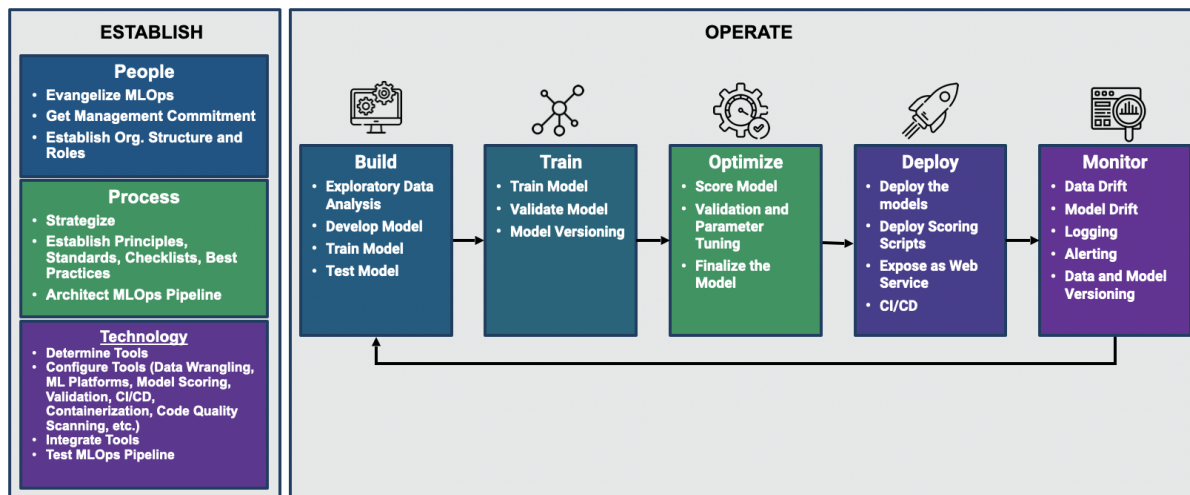 ESTABLISH
People
• Evangelize MLOps
• Get Management Commitment
• Establish Org. Structure and
Roles
Process
• Strategize
• Establish Principles,
Standards, Checklists, Best
Practices
• Architect MLOps Pipeline
Technology
• Determine Tools
• Configure Tools (Data Wrangling,
ML Platforms, Model Scoring,
Validation, CI/CD,
Containerization, Code Quality
Scanning, etc.)
• Integrate Tools
• Test MLOps Pipeline
OPERATE
Build
• Exploratory Data
Analysis
• Develop Model
• Train Model
• Test Model
Train
• Train Model
• Validate Model
• Model Versioning
Optimize
• Score Model
• Validation and
Parameter
Tuning
• Finalize the
Model
Deploy
• Deploy the
models
• Deploy Scoring
Scripts
• Expose as Web
Service
• CI/CD
Monitor
• Data Drift
• Model Drift
• Logging
• Alerting
• Data and Model
Versioning